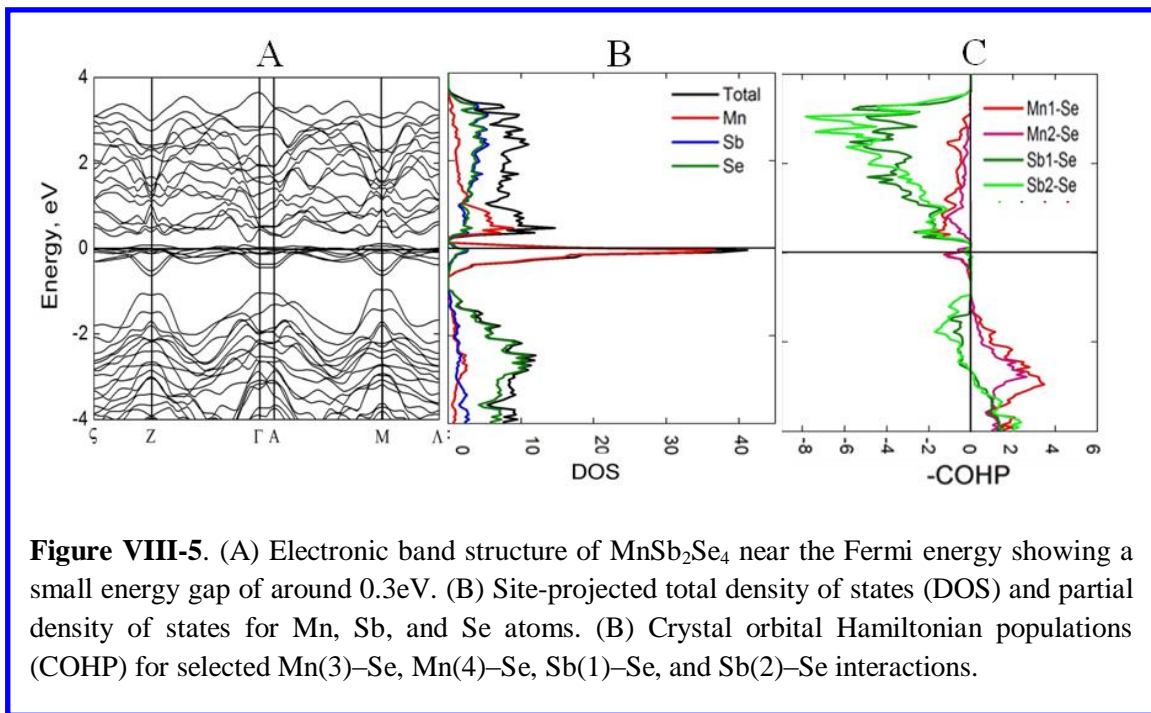 A
B
C
4
2
0
-2
-4
Energy, eV
ς
Z
Γ
A
M
Λ
Total
Mn
Sb
Se
0
10
20
30
40
DOS
Mn1-Se
Mn2-Se
Sb1-Se
Sb2-Se
-8
-6
-4
-2
0
2
4
6
-COHP
Figure VIII-5. (A) Electronic band structure of MnSb₂Se₄ near the Fermi energy showing a
small energy gap of around 0.3eV. (B) Site-projected total density of states (DOS) and partial
density of states for Mn, Sb, and Se atoms. (B) Crystal orbital Hamiltonian populations
(COHP) for selected Mn(3)–Se, Mn(4)–Se, Sb(1)–Se, and Sb(2)–Se interactions.